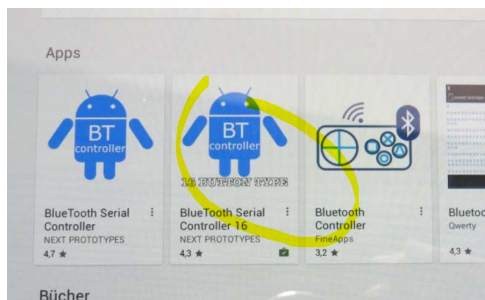 Apps
BT
controller
BT
controller
16 BUTTON TYPE
BlueTooth Serial
Controller
NEXT PROTOTYPES
4,7 ★
BlueTooth Serial
Controller 16
NEXT PROTOTYPES
4,3 ★
Bluetooth
Controller
FineApps
3,2 ★
Bluetoo
Qwerty
4,3 ★
Bücher